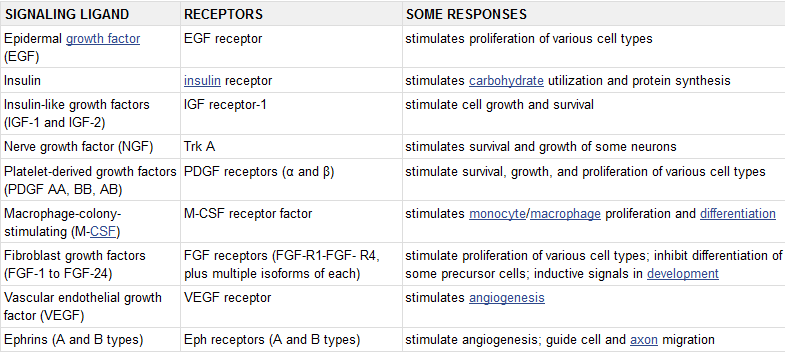 SIGNALING LIGAND RECEPTORS SOME RESPONSES
Epidermal growth factor EGF receptor stimulates proliferation of various cell types
(EGF)
Insulin insulin receptor stimulates carbohydrate utilization and protein synthesis
Insulin-like growth factors IGF receptor-1 stimulate cell growth and survival
(IGF-1 and IGF-2)
Nerve growth factor (NGF) Trk A stimulates survival and growth of some neurons
Platelet-derived growth factors PDGF receptors (α and β) stimulate survival, growth, and proliferation of various cell types
(PDGF AA, BB, AB)
Macrophage-colony- M-CSF receptor factor stimulates monocyte/macrophage proliferation and differentiation
stimulating (M-CSF)
Fibroblast growth factors FGF receptors (FGF-R1-FGF- R4, stimulate proliferation of various cell types; inhibit differentiation of
(FGF-1 to FGF-24) plus multiple isoforms of each) some precursor cells; inductive signals in development
Vascular endothelial growth VEGF receptor stimulates angiogenesis
factor (VEGF)
Ephrins (A and B types) Eph receptors (A and B types) stimulate angiogenesis; guide cell and axon migration